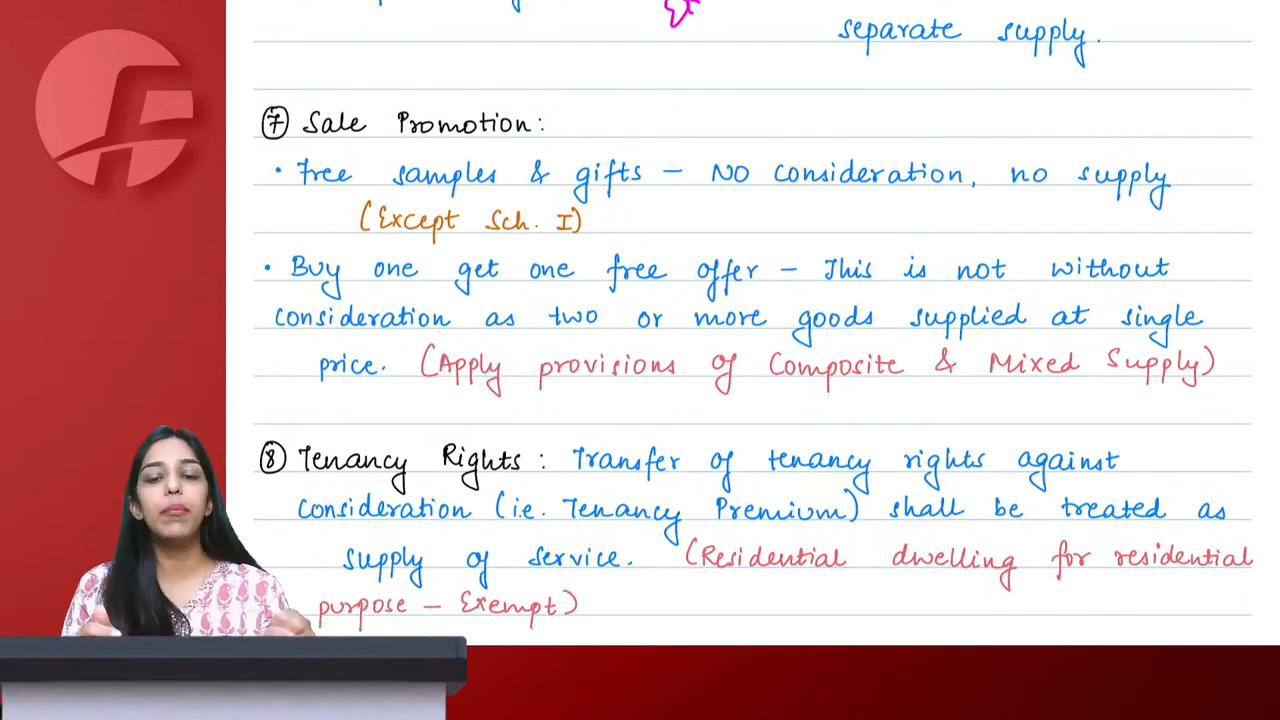 separate supply.
⑦ Sale Promotion:
• Free samples & gifts – No consideration, no supply
(Except Sch. I)
• Buy one get one free offer – This is not without
consideration as two or more goods supplied at single
price. (Apply provisions of Composite & Mixed Supply)
⑧ Tenancy Rights: Transfer of tenancy rights against
consideration (i.e. Tenancy Premium) shall be treated as
supply of service. (Residential dwelling for residential
purpose – Exempt)